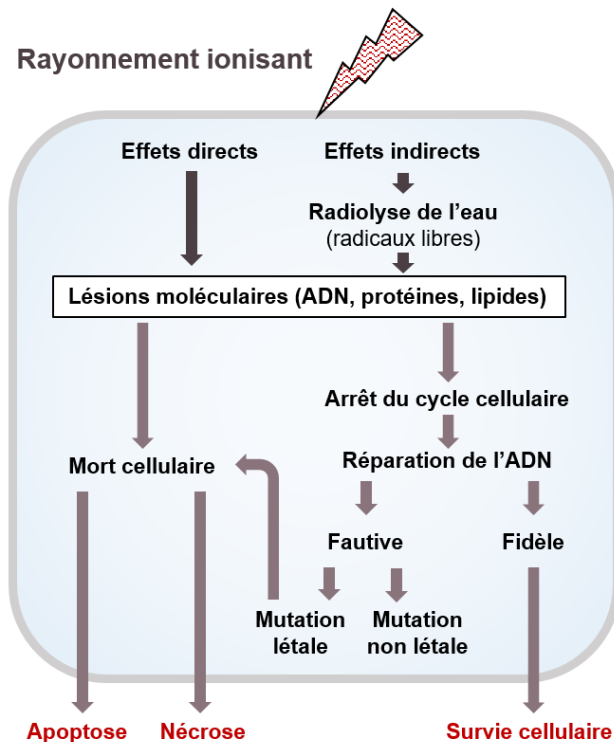 Rayonnement ionisant
Effets directs
Effets indirects
Radiolyse de l’eau
(radicaux libres)
Lésions moléculaires (ADN, protéines, lipides)
Arrêt du cycle cellulaire
Mort cellulaire
Réparation de l’ADN
Fautive
Fidèle
Mutation
létale
Mutation
non létale
Apoptose
Nécrose
Survie cellulaire